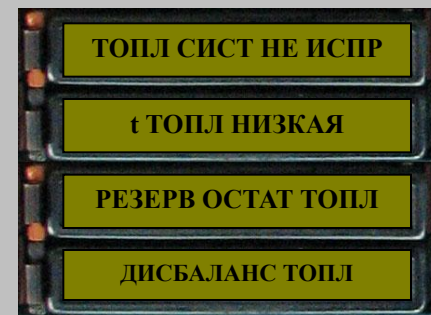 ТОПЛ СИСТ НЕ ИСПР
t ТОПЛ НИЗКАЯ
РЕЗЕРВ ОСТАТ ТОПЛ
ДИСБАЛАНС ТОПЛ